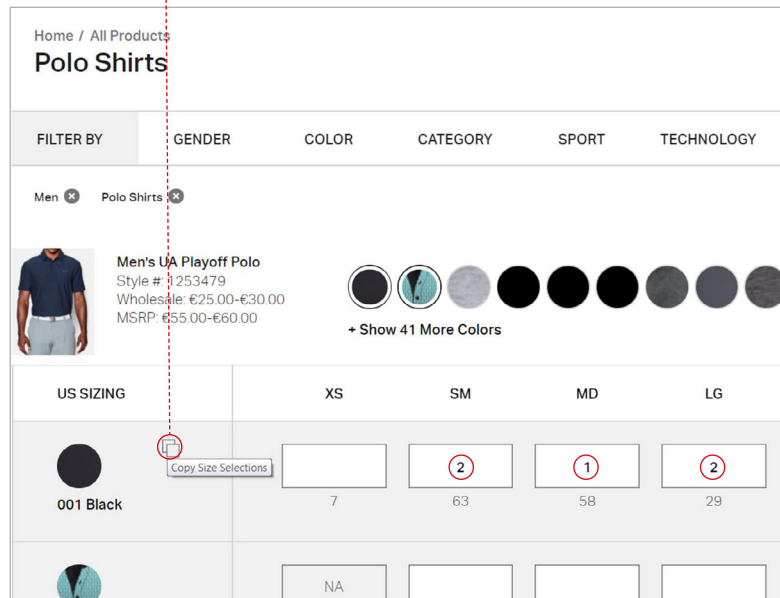 Home / All Products
Polo Shirts
FILTER BY GENDER COLOR CATEGORY SPORT TECHNOLOGY
Men Polo Shirts
Men's UA Playoff Polo
Style #: 1253479
Wholesale: €25.00-€30.00
MSRP: €55.00-€60.00
+ Show 41 More Colors
US SIZING XS SM MD LG
Copy Size Selections
2 1 2
001 Black 7 63 58 29
NA